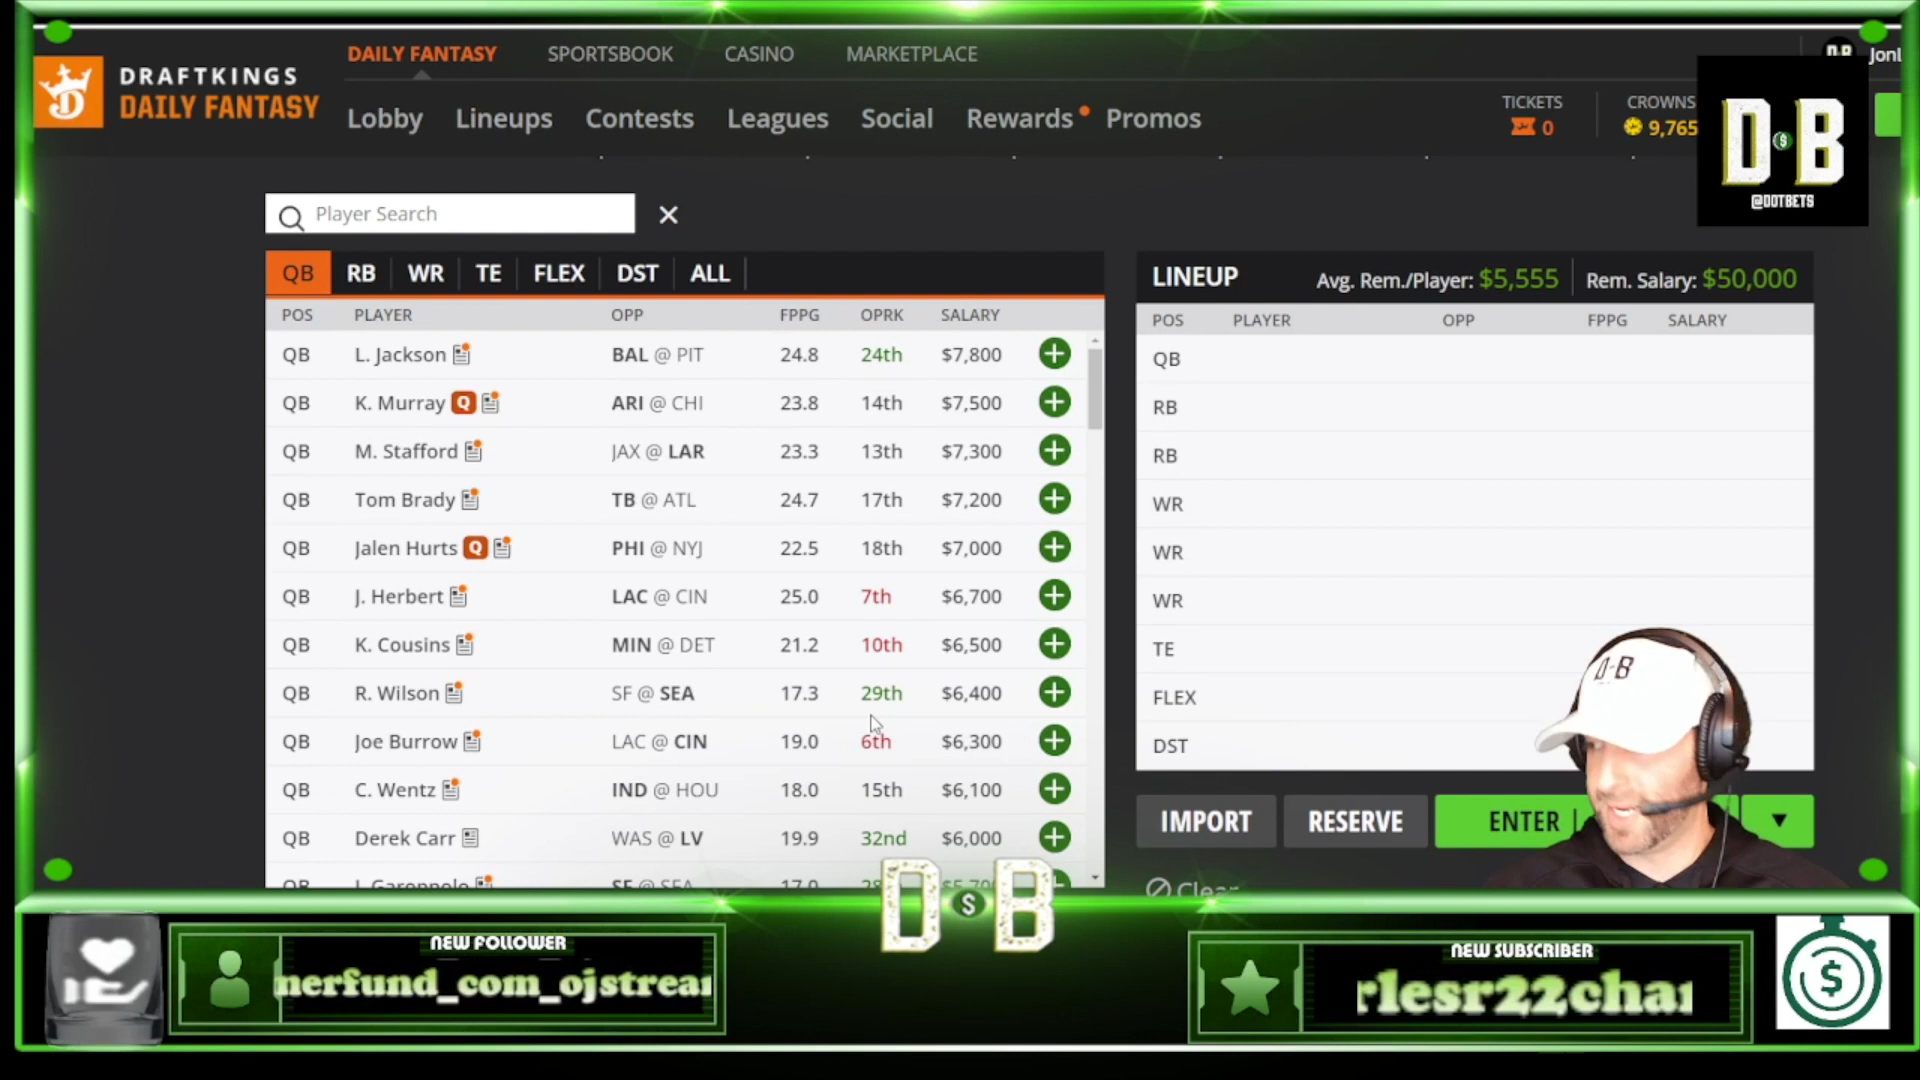 DAILY FANTASY SPORTSBOOK CASINO MARKETPLACE
DRAFTKINGS
DAILY FANTASY
Lobby Lineups Contests Leagues Social Rewards Promos
TICKETS
0
CROWNS
9,765
D$B
@DOTBETS
Player Search
QB RB WR TE FLEX DST ALL
POS PLAYER OPP FPPG OPRK SALARY
QB L. Jackson BAL @ PIT 24.8 24th $7,800
QB K. Murray Q ARI @ CHI 23.8 14th $7,500
QB M. Stafford JAX @ LAR 23.3 13th $7,300
QB Tom Brady TB @ ATL 24.7 17th $7,200
QB Jalen Hurts Q PHI @ NYJ 22.5 18th $7,000
QB J. Herbert LAC @ CIN 25.0 7th $6,700
QB K. Cousins MIN @ DET 21.2 10th $6,500
QB R. Wilson SF @ SEA 17.3 29th $6,400
QB Joe Burrow LAC @ CIN 19.0 6th $6,300
QB C. Wentz IND @ HOU 18.0 15th $6,100
QB Derek Carr WAS @ LV 19.9 32nd $6,000
LINEUP Avg. Rem./Player: $5,555 Rem. Salary: $50,000
POS PLAYER OPP FPPG SALARY
QB
RB
RB
WR
WR
WR
TE
FLEX
DST
IMPORT RESERVE ENTER
Clear
D-B
D$B
NEW FOLLOWER
nerfund_com_ojstrea
NEW SUBSCRIBER
rlesr22cha
$